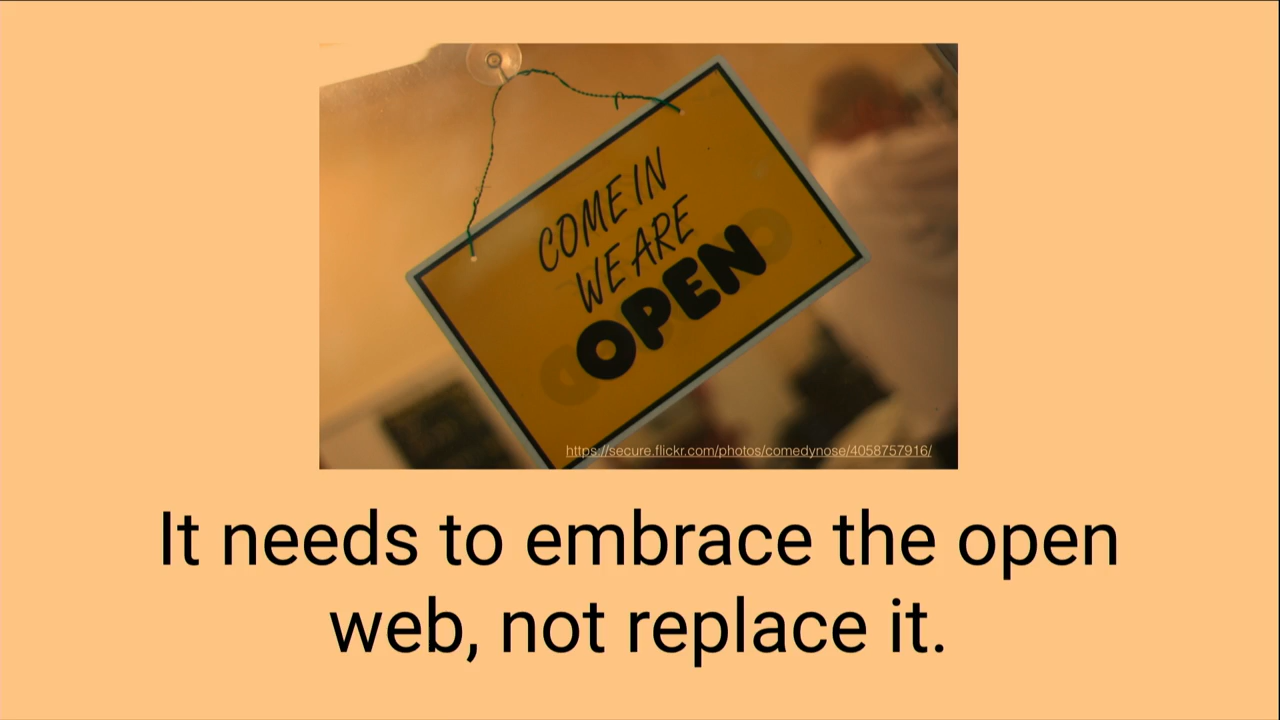 COME IN
WE ARE
OPEN
https://secure.flickr.com/photos/comedynose/4058757916/
It needs to embrace the open
web, not replace it.